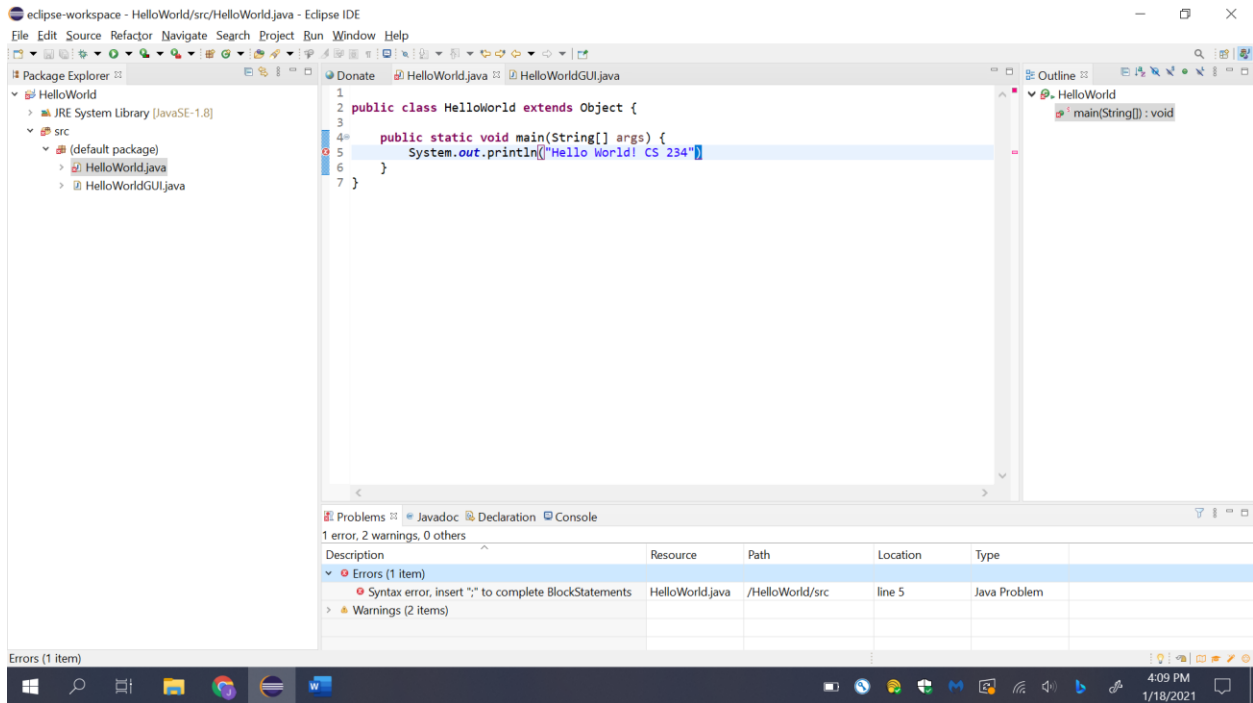 eclipse-workspace - HelloWorld/src/HelloWorld.java - Eclipse IDE
File Edit Source Refactor Navigate Search Project Run Window Help
Package Explorer
Donate HelloWorld.java HelloWorldGUI.java
Outline
HelloWorld
JRE System Library [JavaSE-1.8]
src
(default package)
HelloWorld.java
HelloWorldGUI.java
1
2 public class HelloWorld extends Object {
3
4 public static void main(String[] args) {
5 System.out.println("Hello World! CS 234")
6 }
7 }
HelloWorld
main(String[]) : void
Problems Javadoc Declaration Console
1 error, 2 warnings, 0 others
Description Resource Path Location Type
Errors (1 item)
Syntax error, insert ";" to complete BlockStatements HelloWorld.java /HelloWorld/src line 5 Java Problem
Warnings (2 items)
Errors (1 item)
4:09 PM
1/18/2021